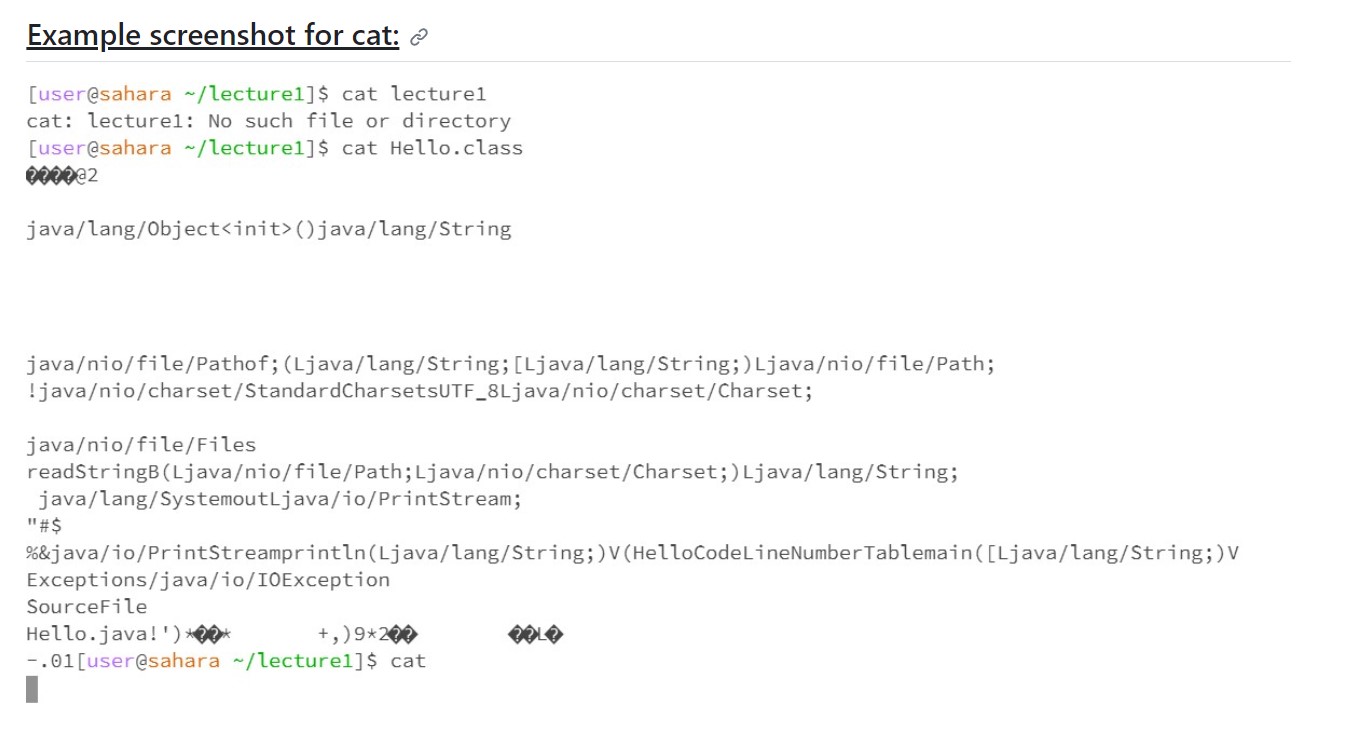 Example screenshot for cat:
[user@sahara ~/lecture1]$ cat lecture1
cat: lecture1: No such file or directory
[user@sahara ~/lecture1]$ cat Hello.class
����@2
java/lang/Object<init>()java/lang/String
java/nio/file/Pathof;(Ljava/lang/String;[Ljava/lang/String;)Ljava/nio/file/Path;
!java/nio/charset/StandardCharsetsUTF_8Ljava/nio/charset/Charset;
java/nio/file/Files
readStringB(Ljava/nio/file/Path;Ljava/nio/charset/Charset;)Ljava/lang/String;
 java/lang/SystemoutLjava/io/PrintStream;
"#$
%&java/io/PrintStreamprintln(Ljava/lang/String;)V(HelloCodeLineNumberTablemain([Ljava/lang/String;)V
Exceptions/java/io/IOException
SourceFile
Hello.java!')*��*       +,)9*2��        ��L�
-.01[user@sahara ~/lecture1]$ cat